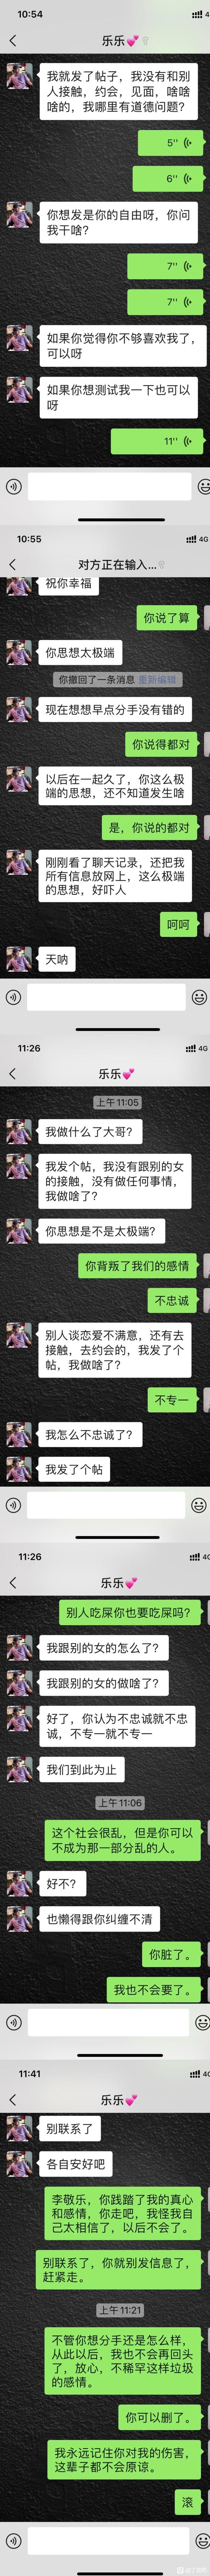 10:54
4
乐乐💕
我就发了帖子，我没有和别
人接触，约会，见面，啥啥
啥的，我哪里有道德问题？
5''
6''
你想发是你的自由呀，你问
我干啥？
7''
7''
如果你觉得你不够喜欢我了，
可以呀
如果你想测试我一下也可以
呀
11''
10:55
4G
对方正在输入...
祝你幸福
你说了算
你思想太极端
你撤回了一条消息 重新编辑
现在想想早点分手没有错的
你说得都对
以后在一起久了，你这么极
端的思想，还不知道发生啥
是，你说的都对
刚刚看了聊天记录，还把我
所有信息放网上，这么极端
的思想，好吓人
呵呵
天呐
11:26
4G
乐乐💕
上午 11:05
我做什么了大哥？
我发个帖，我没有跟别的女
的接触，没有做任何事情，
我做啥了？
你思想是不是太极端？
你背叛了我们的感情
不忠诚
别人谈恋爱不满意，还有去
接触，去约会的，我发了个
帖，我做啥了？
不专一
我怎么不忠诚了？
我发了个帖
11:26
4G
乐乐💕
别人吃屎你也要吃屎吗？
我跟别的女的怎么了？
我跟别的女的做啥了？
好了，你认为不忠诚就不忠
诚，不专一就不专一
我们到此为止
上午 11:06
这个社会很乱，但是你可以
不成为那一部分乱的人。
好不？
也懒得跟你纠缠不清
你脏了。
我也不会要了。
11:41
4G
乐乐💕
别联系了
各自安好吧
李敬乐，你践踏了我的真心
和感情，你走吧，我怪我自
己太相信了，以后不会了。
别联系了，你就别发信息了，
赶紧走。
上午 11:21
不管你想分手还是怎么样，
从此以后，我也不会再回头
了，放心，不稀罕这样垃圾
的感情。
你可以删了。
我永远记住你对我的伤害，
这辈子都不会原谅。
滚